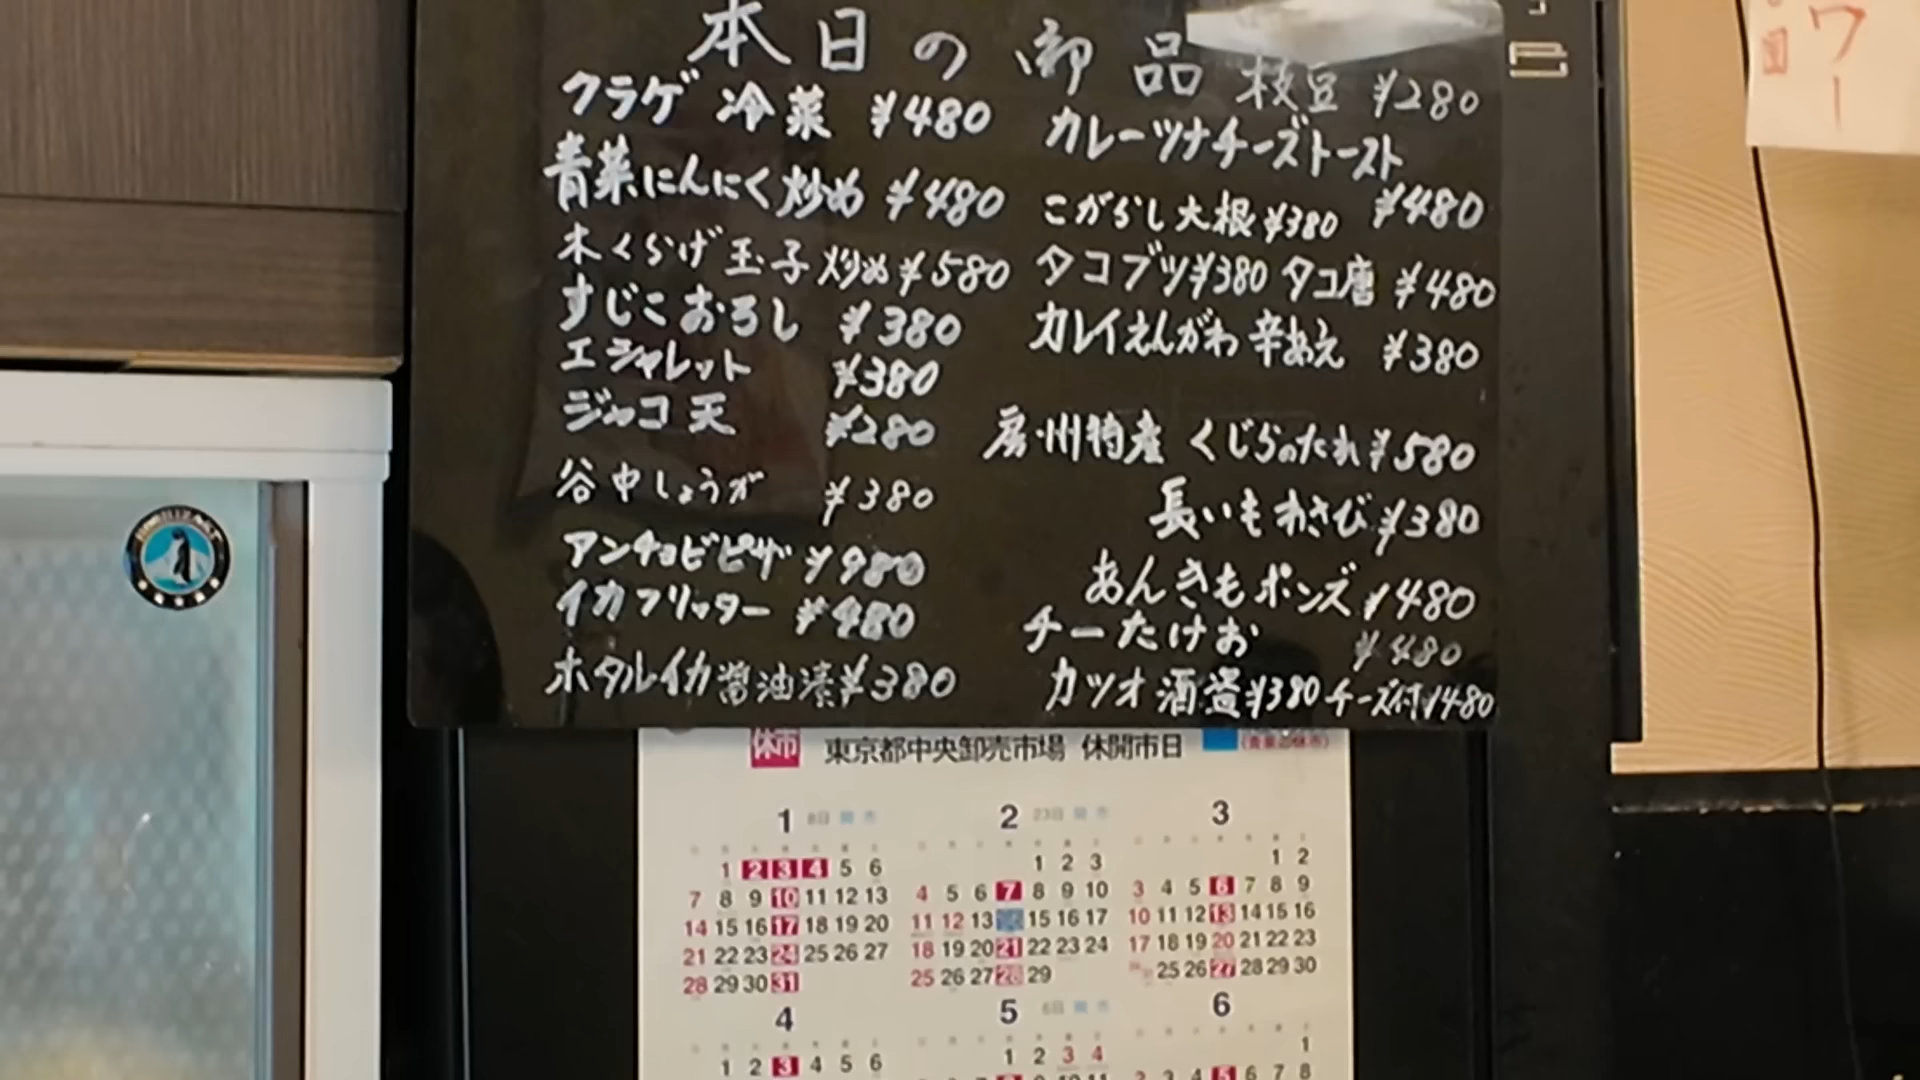 本日の御品
クラゲ冷菜 ¥480
青菜にんにく炒め ¥480
木くらげ玉子炒め ¥580
すじこおろし ¥380
エシャレット ¥380
ジャコ天 ¥280
谷中しょうが ¥380
アンチョビピザ ¥980
イカフリッター ¥480
ホタルイカ醤油漬 ¥380
枝豆 ¥280
カレーツナチーズトースト
¥480
こがらし大根 ¥380
タコブツ ¥380 タコ唐 ¥480
カレイえんがわ辛あえ ¥380
房州特産 くじらのたれ ¥580
長いもわさび ¥380
あんきもポンズ ¥480
チーたけお ¥480
カツオ酒盗 ¥380 チーズ付 ¥480
ワー
休市 東京都中央卸売市場 休開市日
1 2 3
1 2 3 4 5 6
7 8 9 10 11 12 13
14 15 16 17 18 19 20
21 22 23 24 25 26 27
28 29 30 31
1 2 3
4 5 6 7 8 9 10
11 12 13 14 15 16 17
18 19 20 21 22 23 24
25 26 27 28 29
1 2
3 4 5 6 7 8 9
10 11 12 13 14 15 16
17 18 19 20 21 22 23
25 26 27 28 29 30
4 5 6
1 2 3 4 5 6
1 2 3 4
1
2 3 4 5 6 7 8